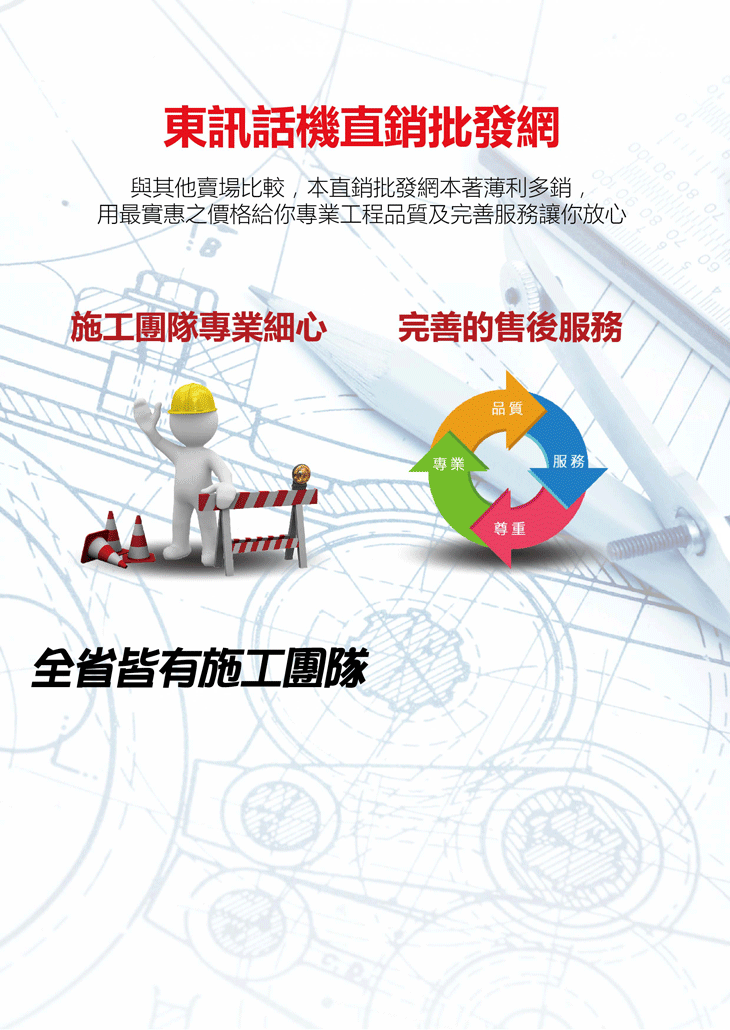 東訊話機直銷批發網
與其他賣場比較，本直銷批發網本著薄利多銷，
用最實惠之價格給你專業工程品質及完善服務讓你放心
施工團隊專業細心
完善的售後服務
品質
專業
服務
尊重
全省皆有施工團隊